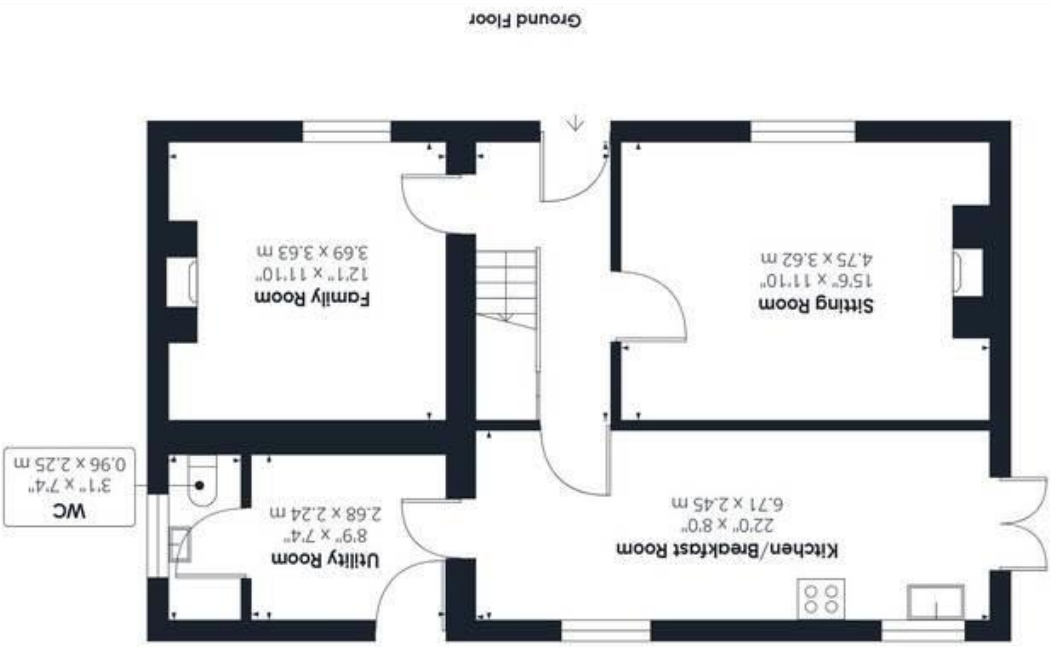 Kitchen/Breakfast Room
22'0" x 8'0"
6.71 x 2.45 m
Utility Room
8'9" x 7'4"
2.68 x 2.24 m
WC
3'1" x 7'4"
0.96 x 2.25 m
Sitting Room
15'6" x 11'10"
4.75 x 3.62 m
Family Room
12'1" x 11'10"
3.69 x 3.63 m
Ground Floor